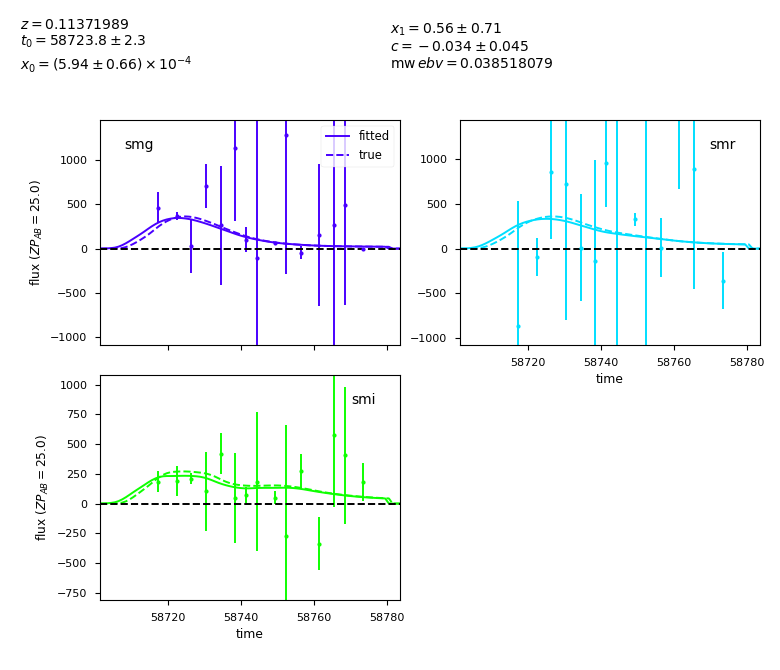 z = 0.11371989
t₀ = 58723.8 ± 2.3
x₀ = (5.94 ± 0.66) × 10⁻⁴
x₁ = 0.56 ± 0.71
c = −0.034 ± 0.045
mw ebv = 0.038518079
smg
fitted
true
1000
500
0
−500
−1000
flux (ZP_AB = 25.0)
smr
1000
500
0
−500
−1000
58720 58740 58760 58780
time
smi
1000
750
500
250
0
−250
−500
−750
flux (ZP_AB = 25.0)
58720 58740 58760 58780
time